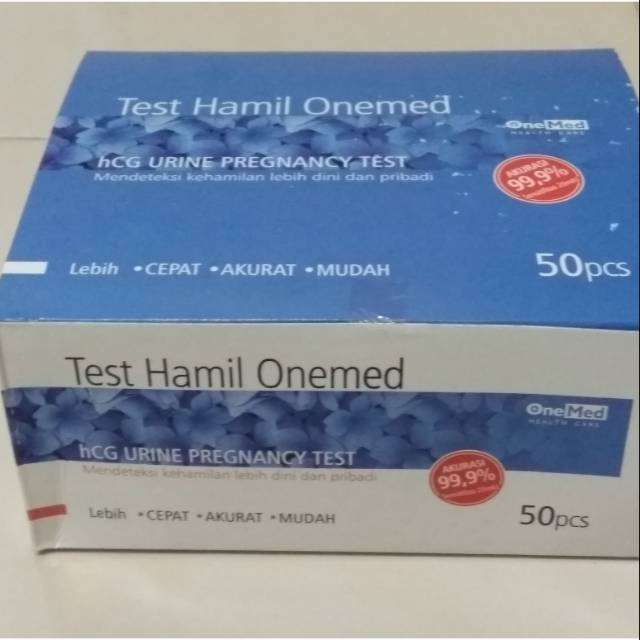 Test Hamil Onemed
OneMed
HEALTH CARE
hCG URINE PREGNANCY TEST
Mendeteksi kehamilan lebih dini dan pribadi
AKURASI
99,9%
Lebih •CEPAT •AKURAT •MUDAH
50pcs
Test Hamil Onemed
OneMed
HEALTH CARE
hCG URINE PREGNANCY TEST
Mendeteksi kehamilan lebih dini dan pribadi
AKURASI
99,9%
Lebih •CEPAT •AKURAT •MUDAH
50pcs